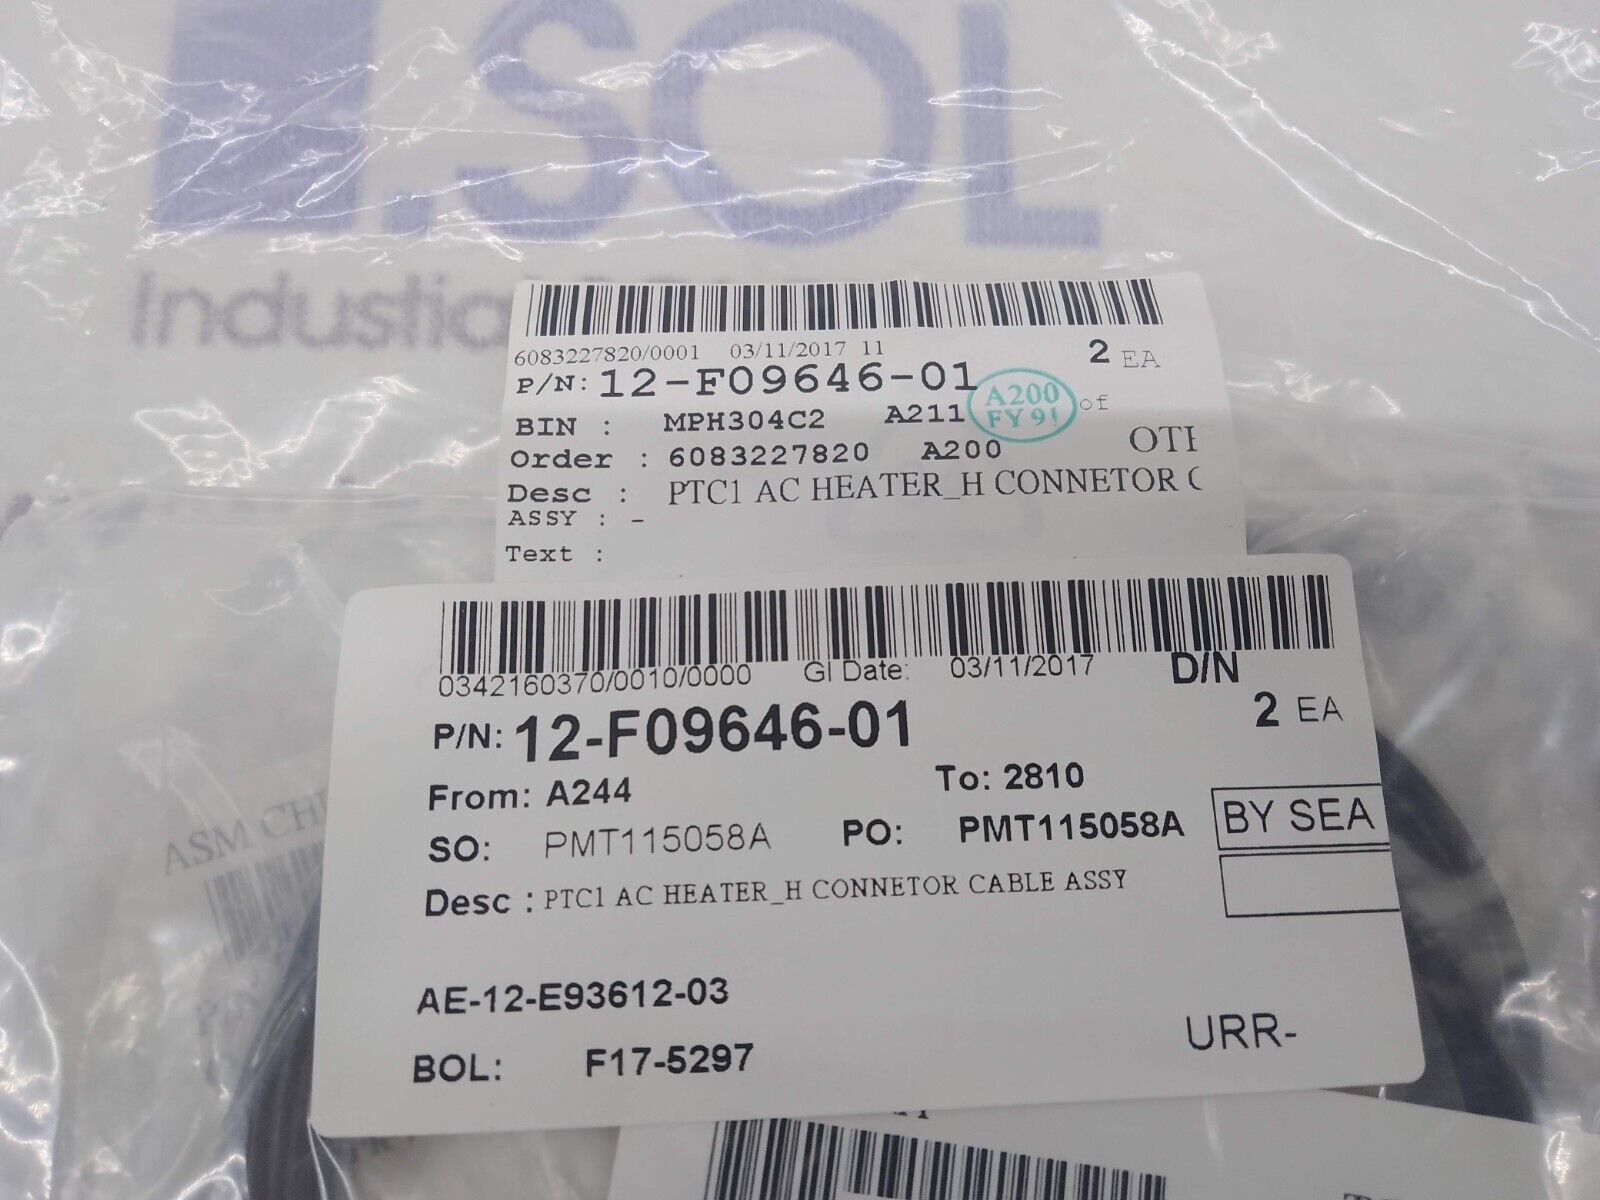 I.SOL
6083227820/0001 03/11/2017 11
2 EA
P/N: 12-F09646-01
A200
FY 9!
of
BIN : MPH304C2 A211
Order : 6083227820 A200
OTH
Desc : PTC1 AC HEATER_H CONNETOR C
ASSY : -
Text :
0342160370/0010/0000 GI Date: 03/11/2017 D/N
P/N: 12-F09646-01 2 EA
From: A244 To: 2810
SO: PMT115058A PO: PMT115058A BY SEA
Desc : PTC1 AC HEATER_H CONNETOR CABLE ASSY
AE-12-E93612-03
URR-
BOL: F17-5297
ASM